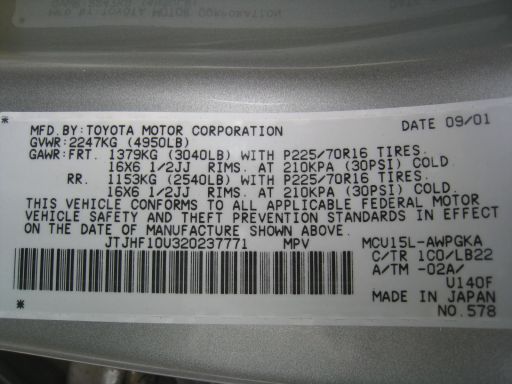 MFD.BY:TOYOTA MOTOR CORPORATION DATE 09/01
GVWR:2247KG (4950LB)
GAWR:FRT. 1379KG (3040LB) WITH P225/70R16 TIRES.
16X6 1/2JJ RIMS. AT 210KPA (30PSI) COLD
RR. 1153KG (2540LB) WITH P225/70R16 TIRES.
16X6 1/2JJ RIMS. AT 210KPA (30PSI) COLD.
THIS VEHICLE CONFORMS TO ALL APPLICABLE FEDERAL MOTOR
VEHICLE SAFETY AND THEFT PREVENTION STANDARDS IN EFFECT
ON THE DATE OF MANUFACTURE SHOWN ABOVE.
JTJHF10U320237771 MPV MCU15L-AWPGKA
C/TR 1C0/LB22
A/TM -02A/
U140F
MADE IN JAPAN
NO.578